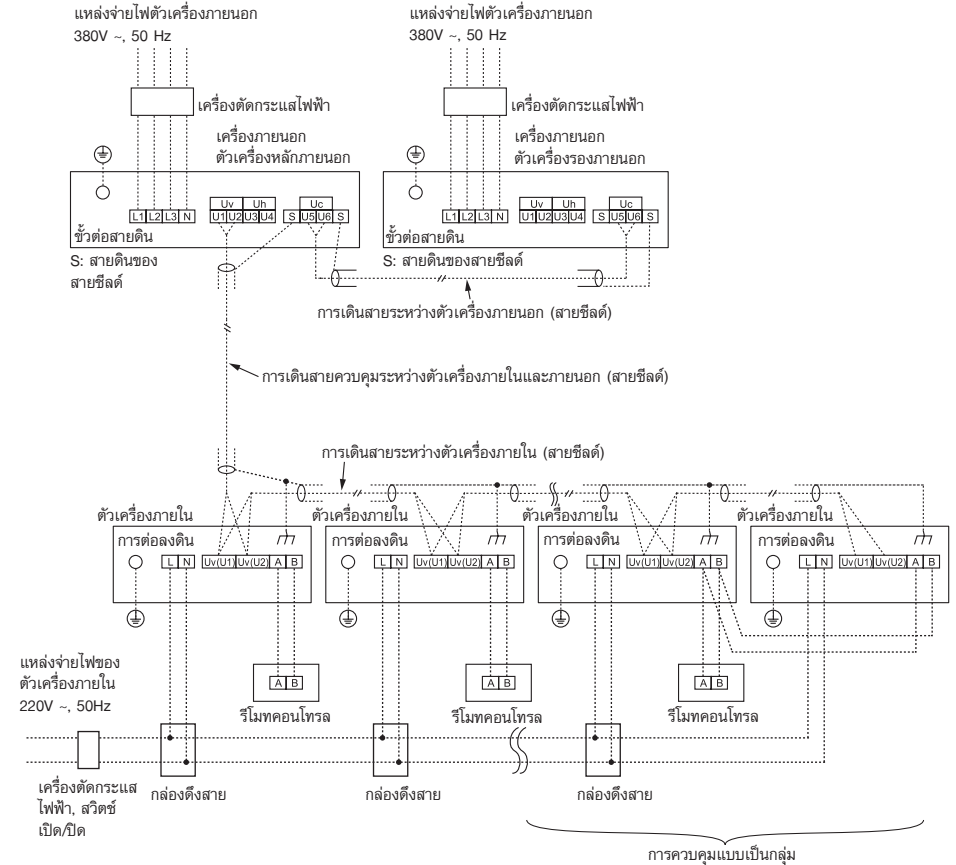 แหล่งจ่ายไฟตัวเครื่องภายนอก
380V ~, 50 Hz
แหล่งจ่ายไฟตัวเครื่องภายนอก
380V ~, 50 Hz
เครื่องตัดกระแสไฟฟ้า
เครื่องตัดกระแสไฟฟ้า
เครื่องภายนอก
ตัวเครื่องหลักภายนอก
เครื่องภายนอก
ตัวเครื่องรองภายนอก
Uv Uh Uc
L1 L2 L3 N U1 U2 U3 U4 S U5 U6 S
ขั้วต่อสายดิน
Uv Uh Uc
L1 L2 L3 N U1 U2 U3 U4 S U5 U6 S
ขั้วต่อสายดิน
S: สายดินของ
สายชีลด์
S: สายดินของสายชีลด์
การเดินสายระหว่างตัวเครื่องภายนอก (สายชีลด์)
การเดินสายควบคุมระหว่างตัวเครื่องภายในและภายนอก (สายชีลด์)
การเดินสายระหว่างตัวเครื่องภายใน (สายชีลด์)
ตัวเครื่องภายใน
ตัวเครื่องภายใน
ตัวเครื่องภายใน
ตัวเครื่องภายใน
การต่อลงดิน
การต่อลงดิน
การต่อลงดิน
การต่อลงดิน
L N Uv(U1) Uv(U2) A B
L N Uv(U1) Uv(U2) A B
L N Uv(U1) Uv(U2) A B
L N Uv(U1) Uv(U2) A B
แหล่งจ่ายไฟของ
ตัวเครื่องภายใน
220V ~, 50Hz
A B
A B
A B
รีโมทคอนโทรล
รีโมทคอนโทรล
รีโมทคอนโทรล
เครื่องตัดกระแส
ไฟฟ้า, สวิตช์
เปิด/ปิด
กล่องดึงสาย
กล่องดึงสาย
กล่องดึงสาย
การควบคุมแบบเป็นกลุ่ม